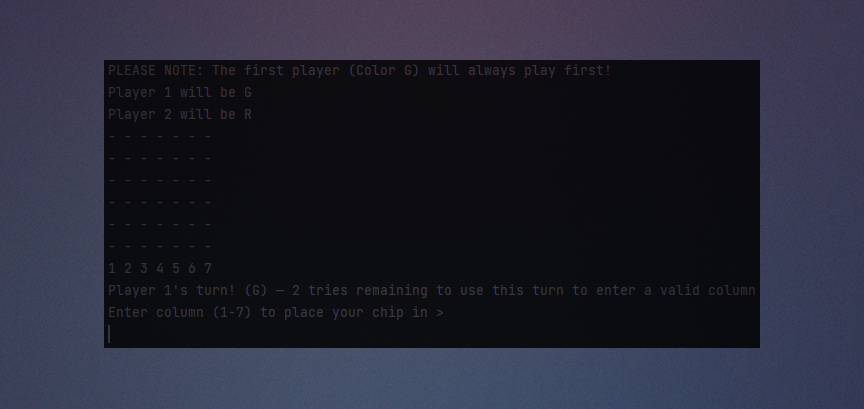 PLEASE NOTE: The first player (Color G) will always play first!
Player 1 will be G
Player 2 will be R
- - - - - - -
- - - - - - -
- - - - - - -
- - - - - - -
- - - - - - -
- - - - - - -
1 2 3 4 5 6 7
Player 1's turn! (G) — 2 tries remaining to use this turn to enter a valid column
Enter column (1-7) to place your chip in >